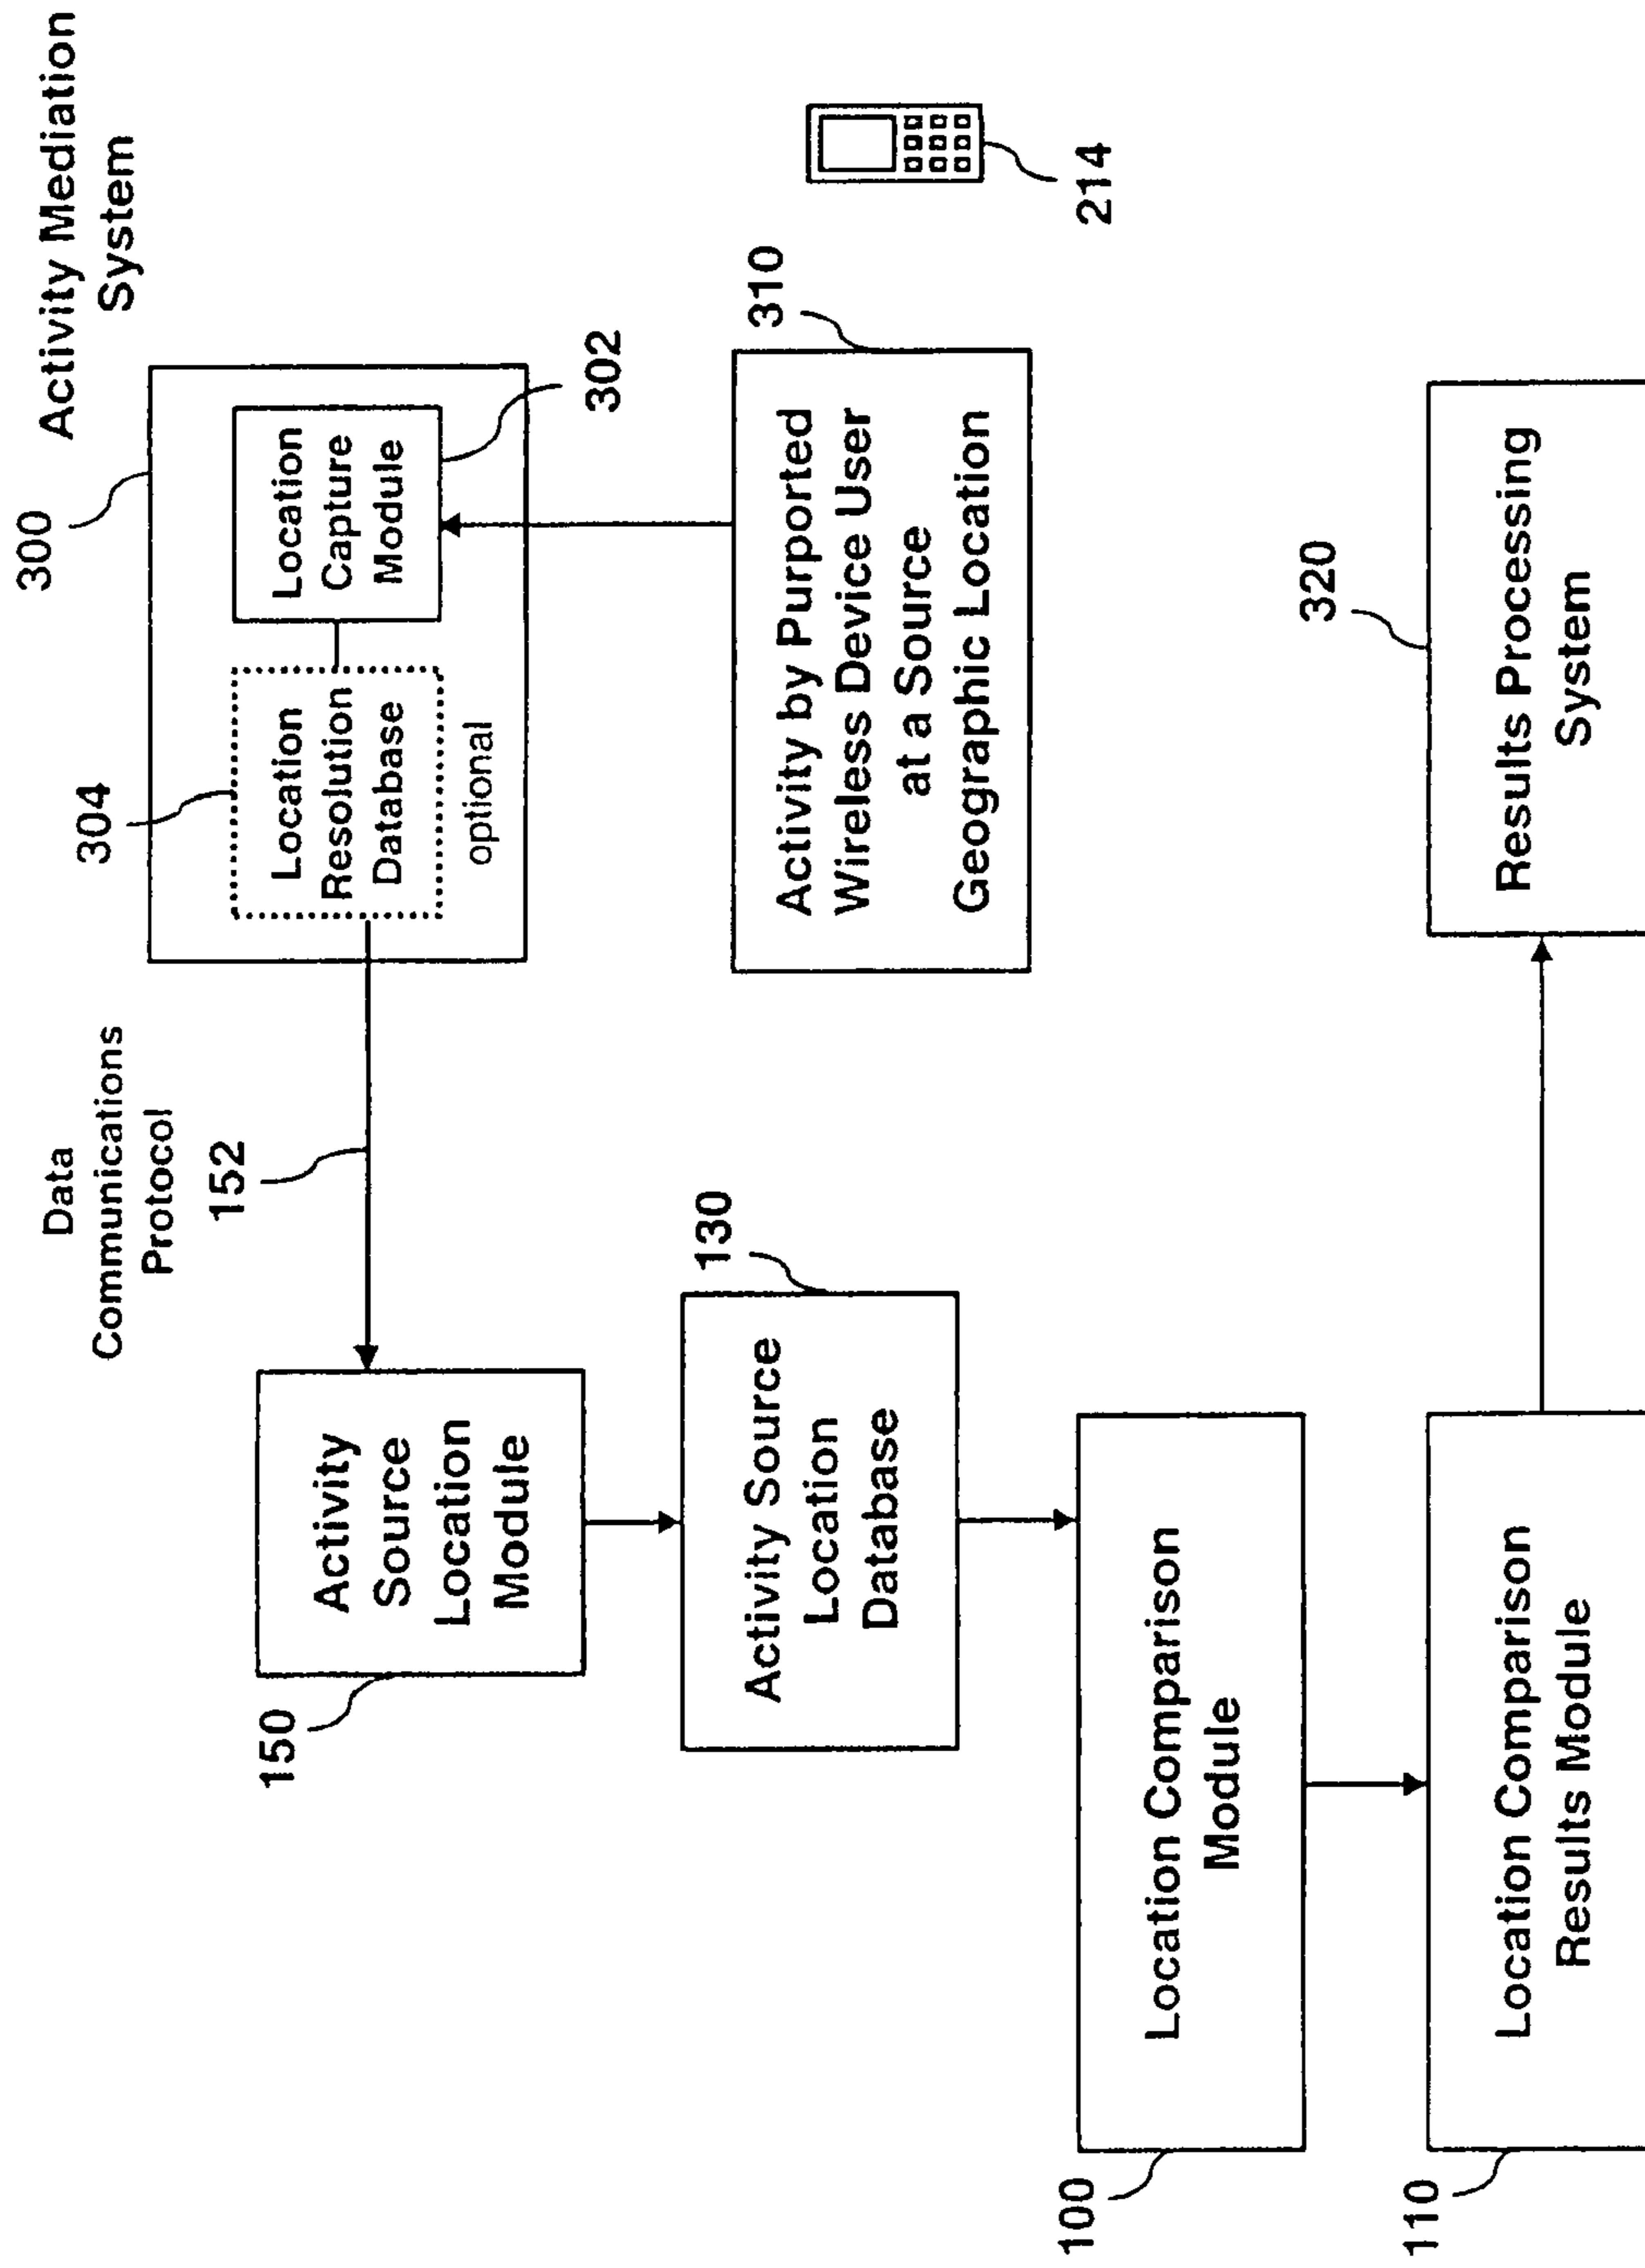 Data
Communications
Protocol
152
Activity Mediation
System
300
304
Location
Resolution
Database
optional
Location
Capture
Module
302
150
Activity
Source
Location
Module
130
Activity Source
Location
Database
310
Activity by Purported
Wireless Device User
at a Source
Geographic Location
214
100
Location Comparison
Module
110
Location Comparison
Results Module
320
Results Processing
System